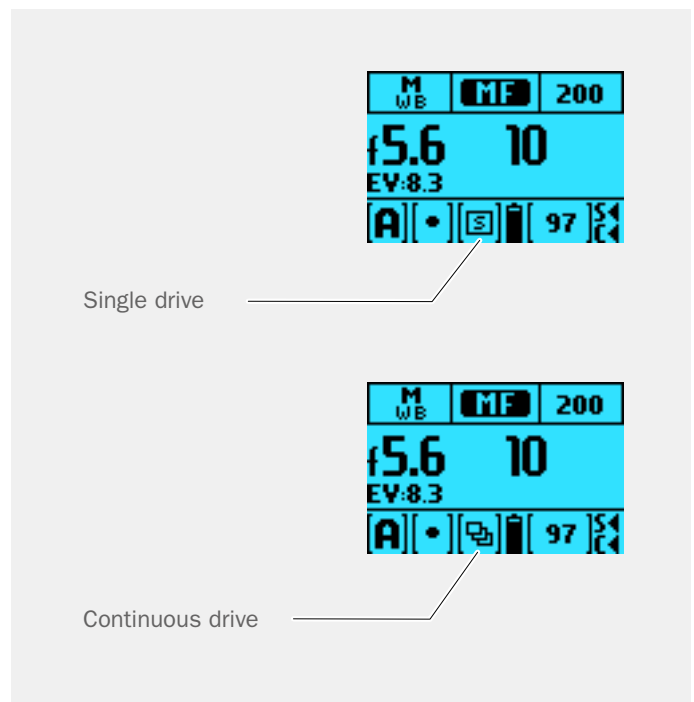 M
WB
MF
200
f5.6 10
EV:8.3
[A][•][S][ 97 ]S◀
C◀
Single drive
M
WB
MF
200
f5.6 10
EV:8.3
[A][•][ ][ 97 ]S◀
C◀
Continuous drive